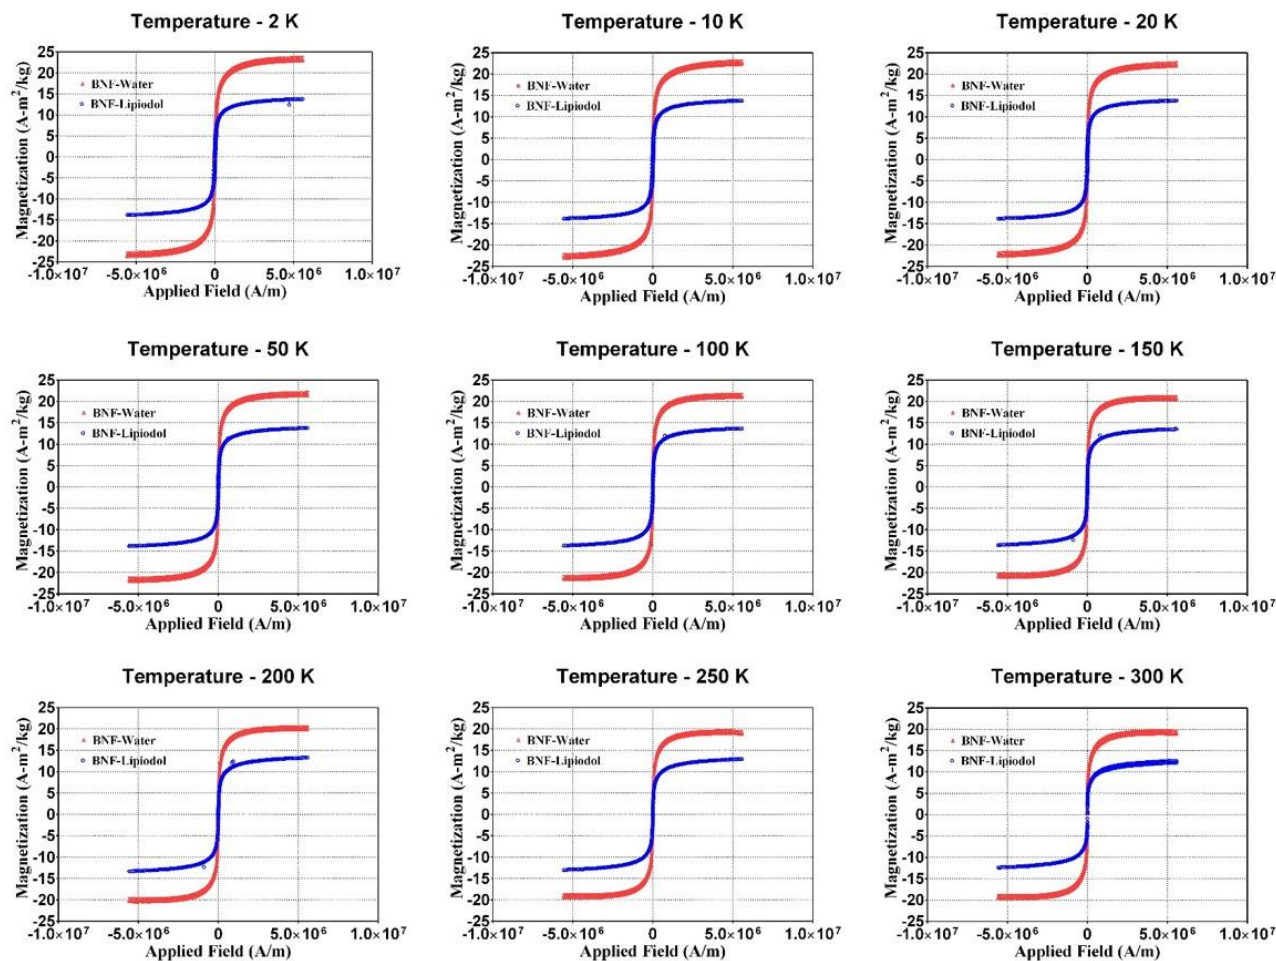 Temperature - 2 K
Magnetization (A-m²/kg)
25
20
15
10
5
0
-5
-10
-15
-20
-25
BNF-Water
BNF-Lipiodol
-1.0×10⁷ -5.0×10⁶ 0 5.0×10⁶ 1.0×10⁷
Applied Field (A/m)
Temperature - 10 K
Magnetization (A-m²/kg)
25
20
15
10
5
0
-5
-10
-15
-20
-25
BNF-Water
BNF-Lipiodol
-1.0×10⁷ -5.0×10⁶ 0 5.0×10⁶ 1.0×10⁷
Applied Field (A/m)
Temperature - 20 K
Magnetization (A-m²/kg)
25
20
15
10
5
0
-5
-10
-15
-20
-25
BNF-Water
BNF-Lipiodol
-1.0×10⁷ -5.0×10⁶ 0 5.0×10⁶ 1.0×10⁷
Applied Field (A/m)
Temperature - 50 K
Magnetization (A-m²/kg)
25
20
15
10
5
0
-5
-10
-15
-20
-25
BNF-Water
BNF-Lipiodol
-1.0×10⁷ -5.0×10⁶ 0 5.0×10⁶ 1.0×10⁷
Applied Field (A/m)
Temperature - 100 K
Magnetization (A-m²/kg)
25
20
15
10
5
0
-5
-10
-15
-20
-25
BNF-Water
BNF-Lipiodol
-1.0×10⁷ -5.0×10⁶ 0 5.0×10⁶ 1.0×10⁷
Applied Field (A/m)
Temperature - 150 K
Magnetization (A-m²/kg)
25
20
15
10
5
0
-5
-10
-15
-20
-25
BNF-Water
BNF-Lipiodol
-1.0×10⁷ -5.0×10⁶ 0 5.0×10⁶ 1.0×10⁷
Applied Field (A/m)
Temperature - 200 K
Magnetization (A-m²/kg)
25
20
15
10
5
0
-5
-10
-15
-20
-25
BNF-Water
BNF-Lipiodol
-1.0×10⁷ -5.0×10⁶ 0 5.0×10⁶ 1.0×10⁷
Applied Field (A/m)
Temperature - 250 K
Magnetization (A-m²/kg)
25
20
15
10
5
0
-5
-10
-15
-20
-25
BNF-Water
BNF-Lipiodol
-1.0×10⁷ -5.0×10⁶ 0 5.0×10⁶ 1.0×10⁷
Applied Field (A/m)
Temperature - 300 K
Magnetization (A-m²/kg)
25
20
15
10
5
0
-5
-10
-15
-20
-25
BNF-Water
BNF-Lipiodol
-1.0×10⁷ -5.0×10⁶ 0 5.0×10⁶ 1.0×10⁷
Applied Field (A/m)